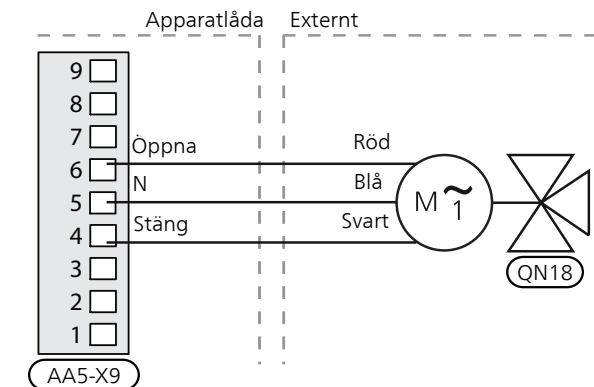 Apparatlåda Externt
9
8
7
Öppna Röd
6
N Blå
5
Stäng Svart
4
M ~ 1
3
QN18
2
1
AA5-X9